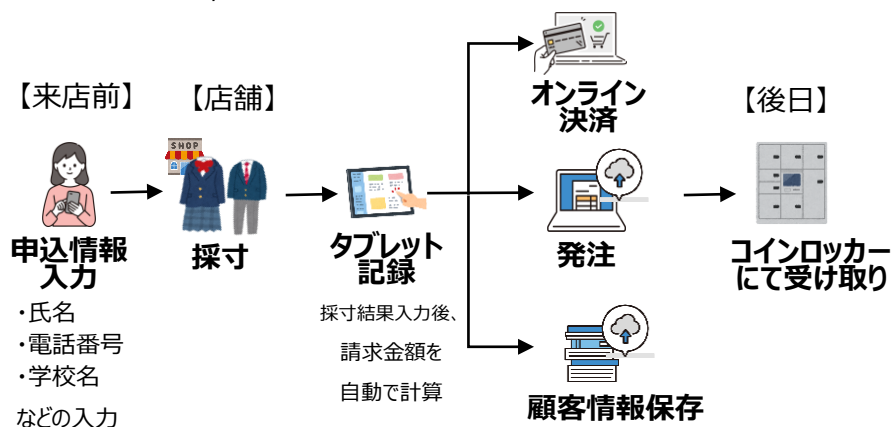 【来店前】
申込情報
入力
・氏名
・電話番号
・学校名
などの入力
【店舗】
SHOP
採寸
タブレット
記録
採寸結果入力後、
請求金額を
自動で計算
オンライン
決済
発注
顧客情報保存
【後日】
コインロッカー
にて受け取り